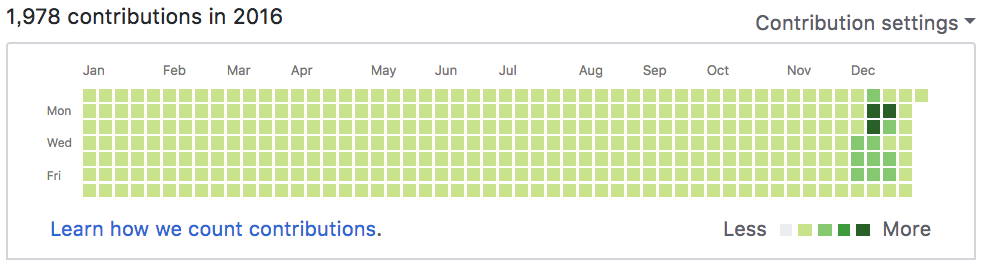 1,978 contributions in 2016
Contribution settings
Jan Feb Mar Apr May Jun Jul Aug Sep Oct Nov Dec
Mon
Wed
Fri
Learn how we count contributions.
Less More